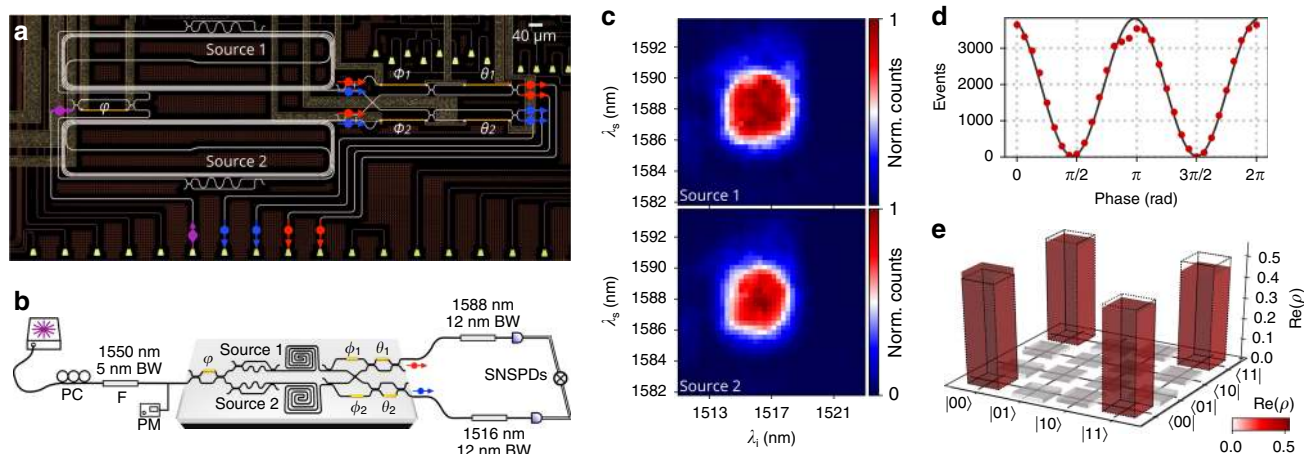 a
Source 1
Source 2
φ
ϕ1
θ1
ϕ2
θ2
40 μm
b
PC
1550 nm
5 nm BW
F
PM
φ
Source 1
Source 2
ϕ1
θ1
ϕ2
θ2
1588 nm
12 nm BW
SNSPDs
1516 nm
12 nm BW
c
λs (nm)
1592
1590
1588
1586
1584
1582
Source 1
1
0
Norm. counts
λs (nm)
1592
1590
1588
1586
1584
1582
Source 2
1
0
Norm. counts
1513
1517
1521
λi (nm)
d
Events
3000
2000
1000
0
0
π/2
π
3π/2
2π
Phase (rad)
e
|00⟩
|01⟩
|10⟩
|11⟩
⟨00|
⟨01|
⟨10|
⟨11|
0.5
0.4
0.3
0.2
0.1
0.0
Re(ρ)
Re(ρ)
0.0
0.5